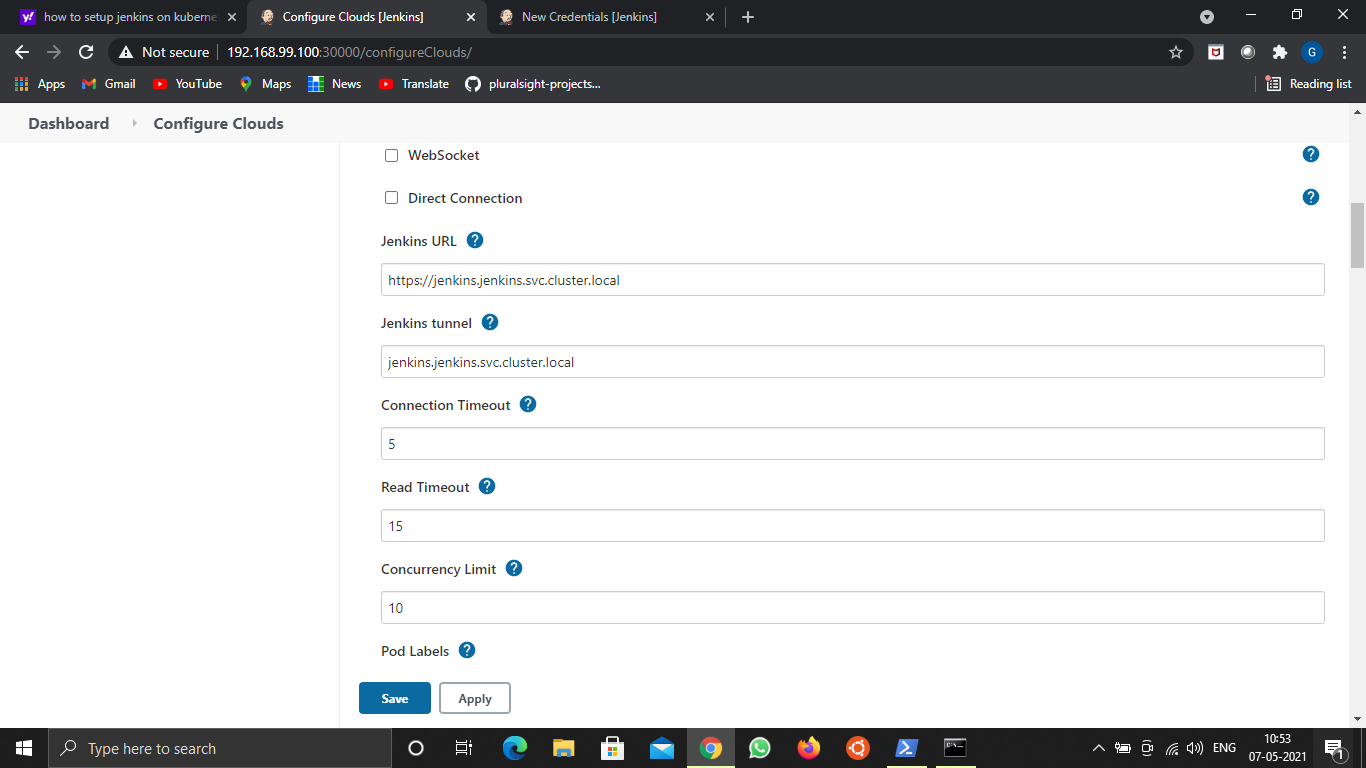 how to setup jenkins on kuberne
Configure Clouds [Jenkins]
New Credentials [Jenkins]
Not secure
192.168.99.100:30000/configureClouds/
G
Apps
Gmail
YouTube
Maps
News
Translate
pluralsight-projects...
Reading list
Dashboard
Configure Clouds
WebSocket
Direct Connection
Jenkins URL
https://jenkins.jenkins.svc.cluster.local
Jenkins tunnel
jenkins.jenkins.svc.cluster.local
Connection Timeout
5
Read Timeout
15
Concurrency Limit
10
Pod Labels
Save
Apply
Type here to search
ENG
10:53
07-05-2021
1